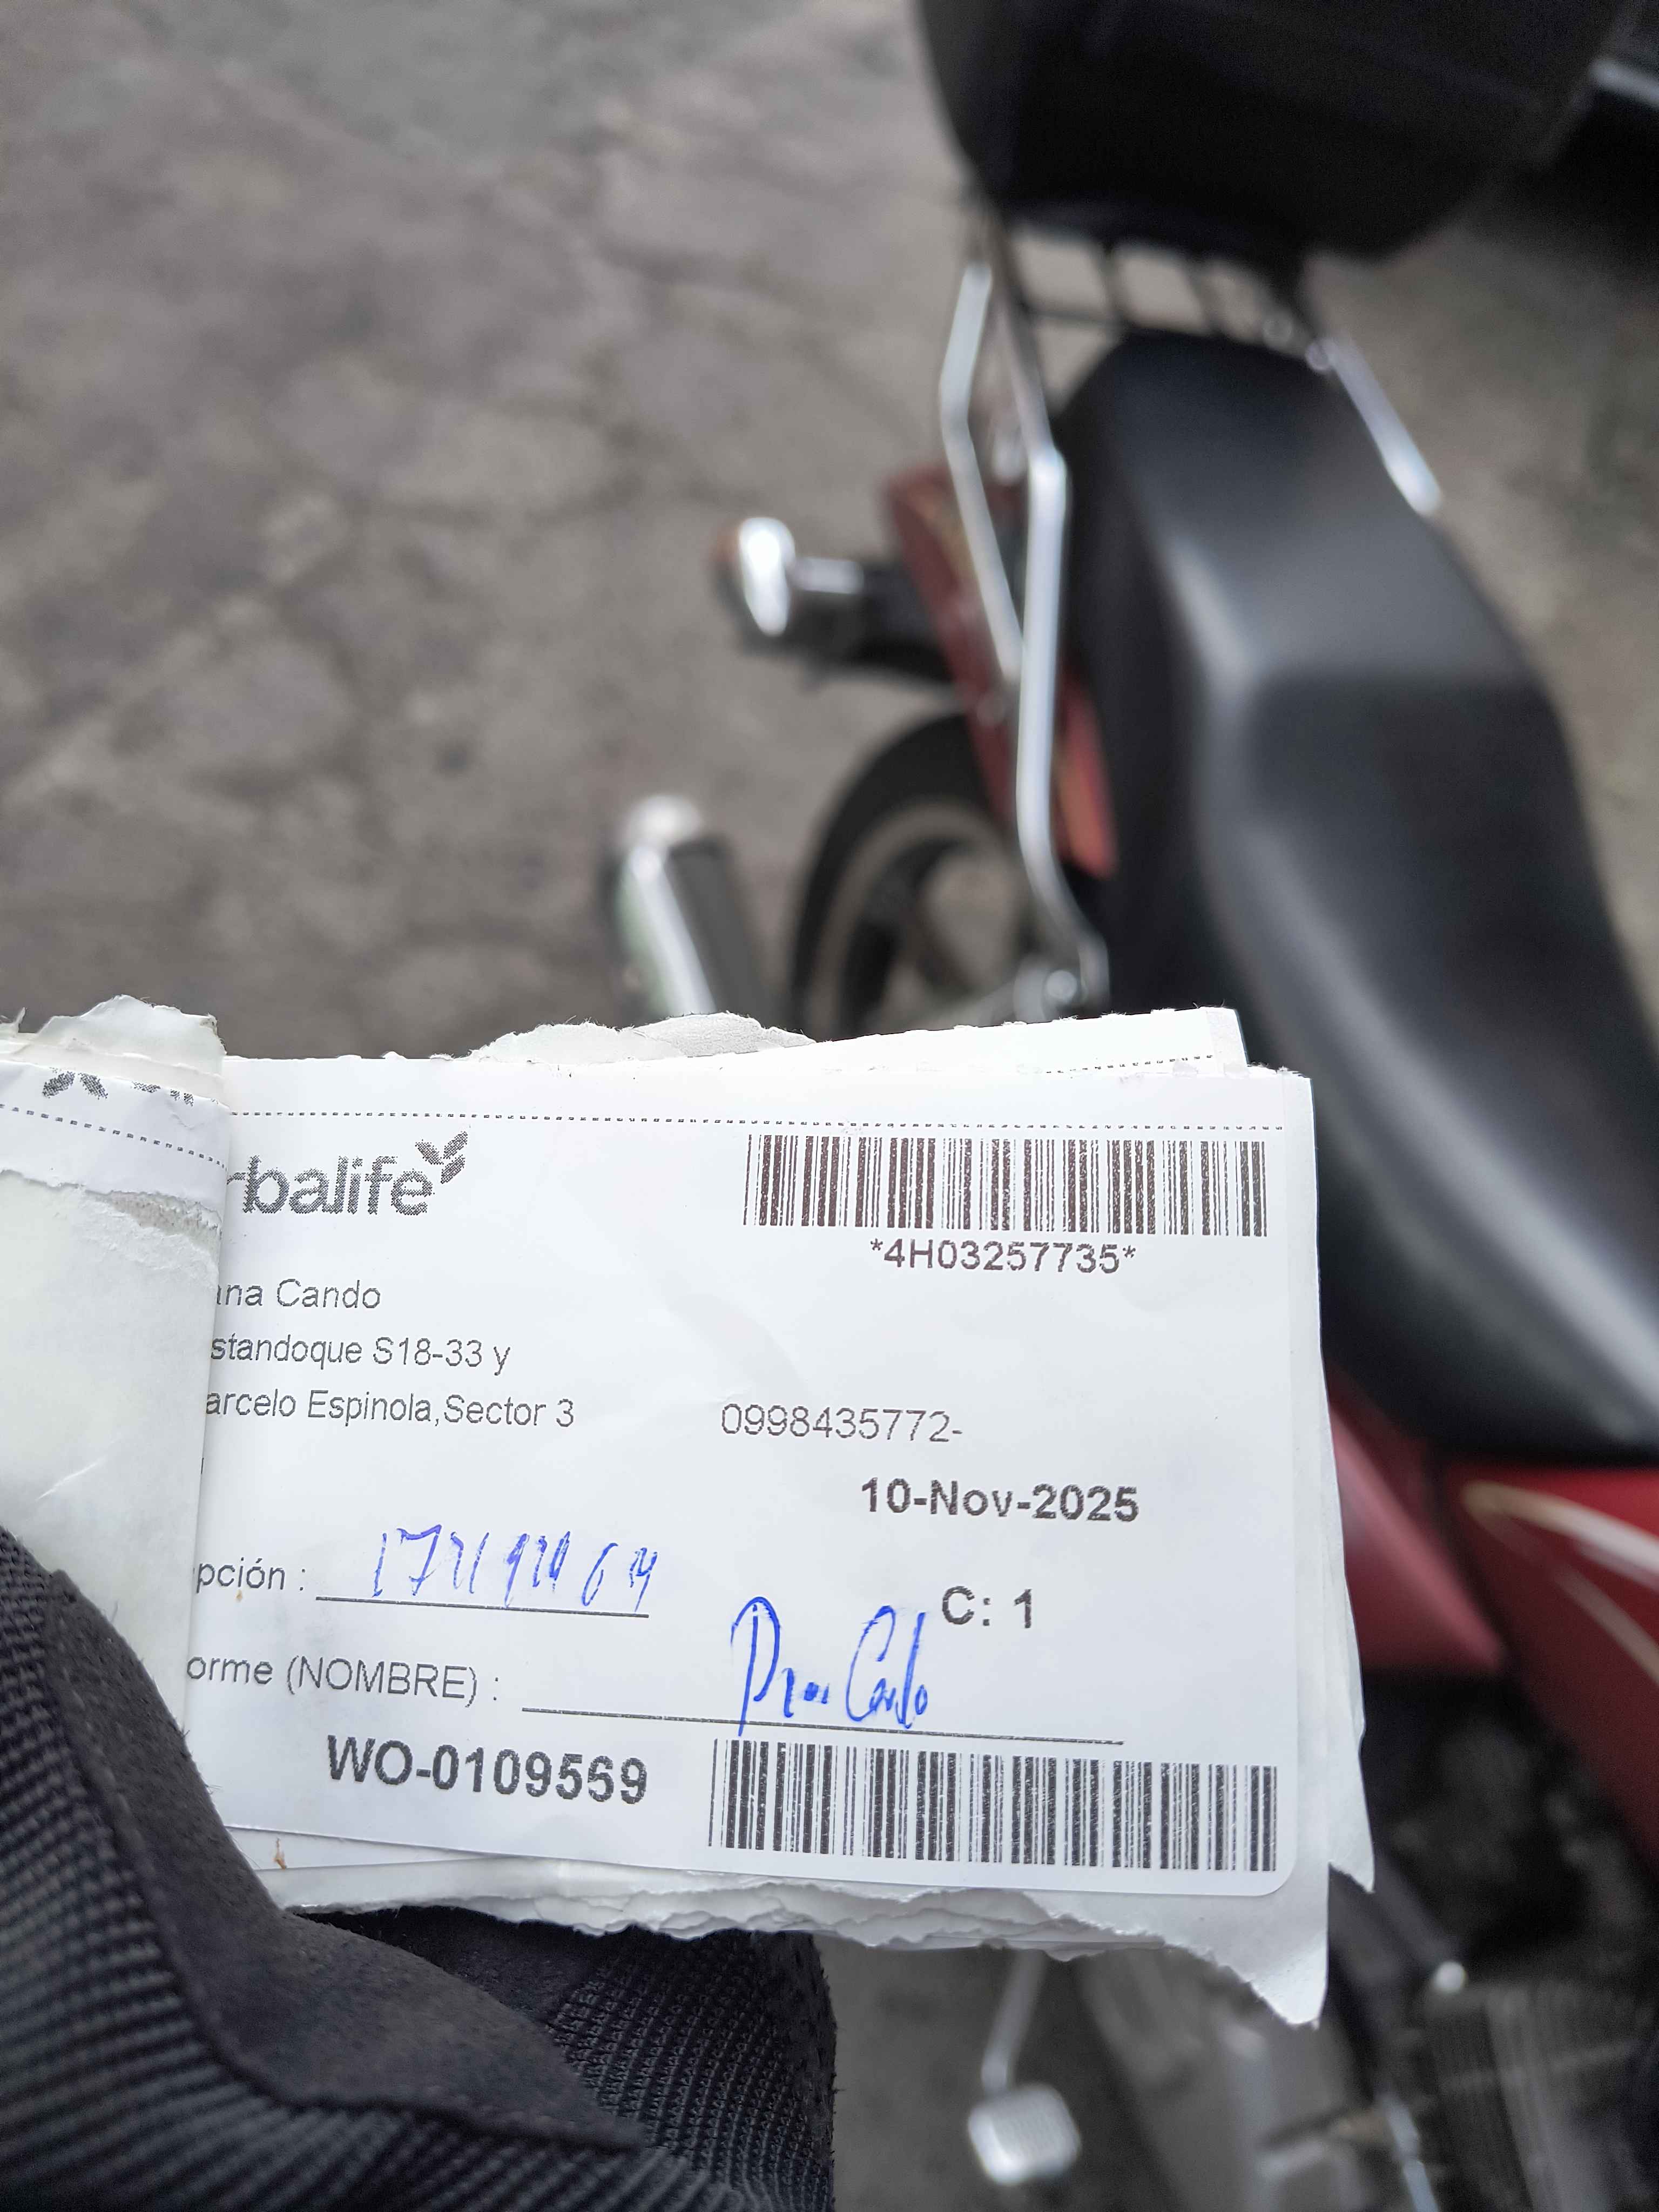 rbalife
*4H03257735*
ana Cando
standoque S18-33 y
arcelo Espinola,Sector 3
0998435772-
10-Nov-2025
pción :
C: 1
orme (NOMBRE) :
WO-0109569